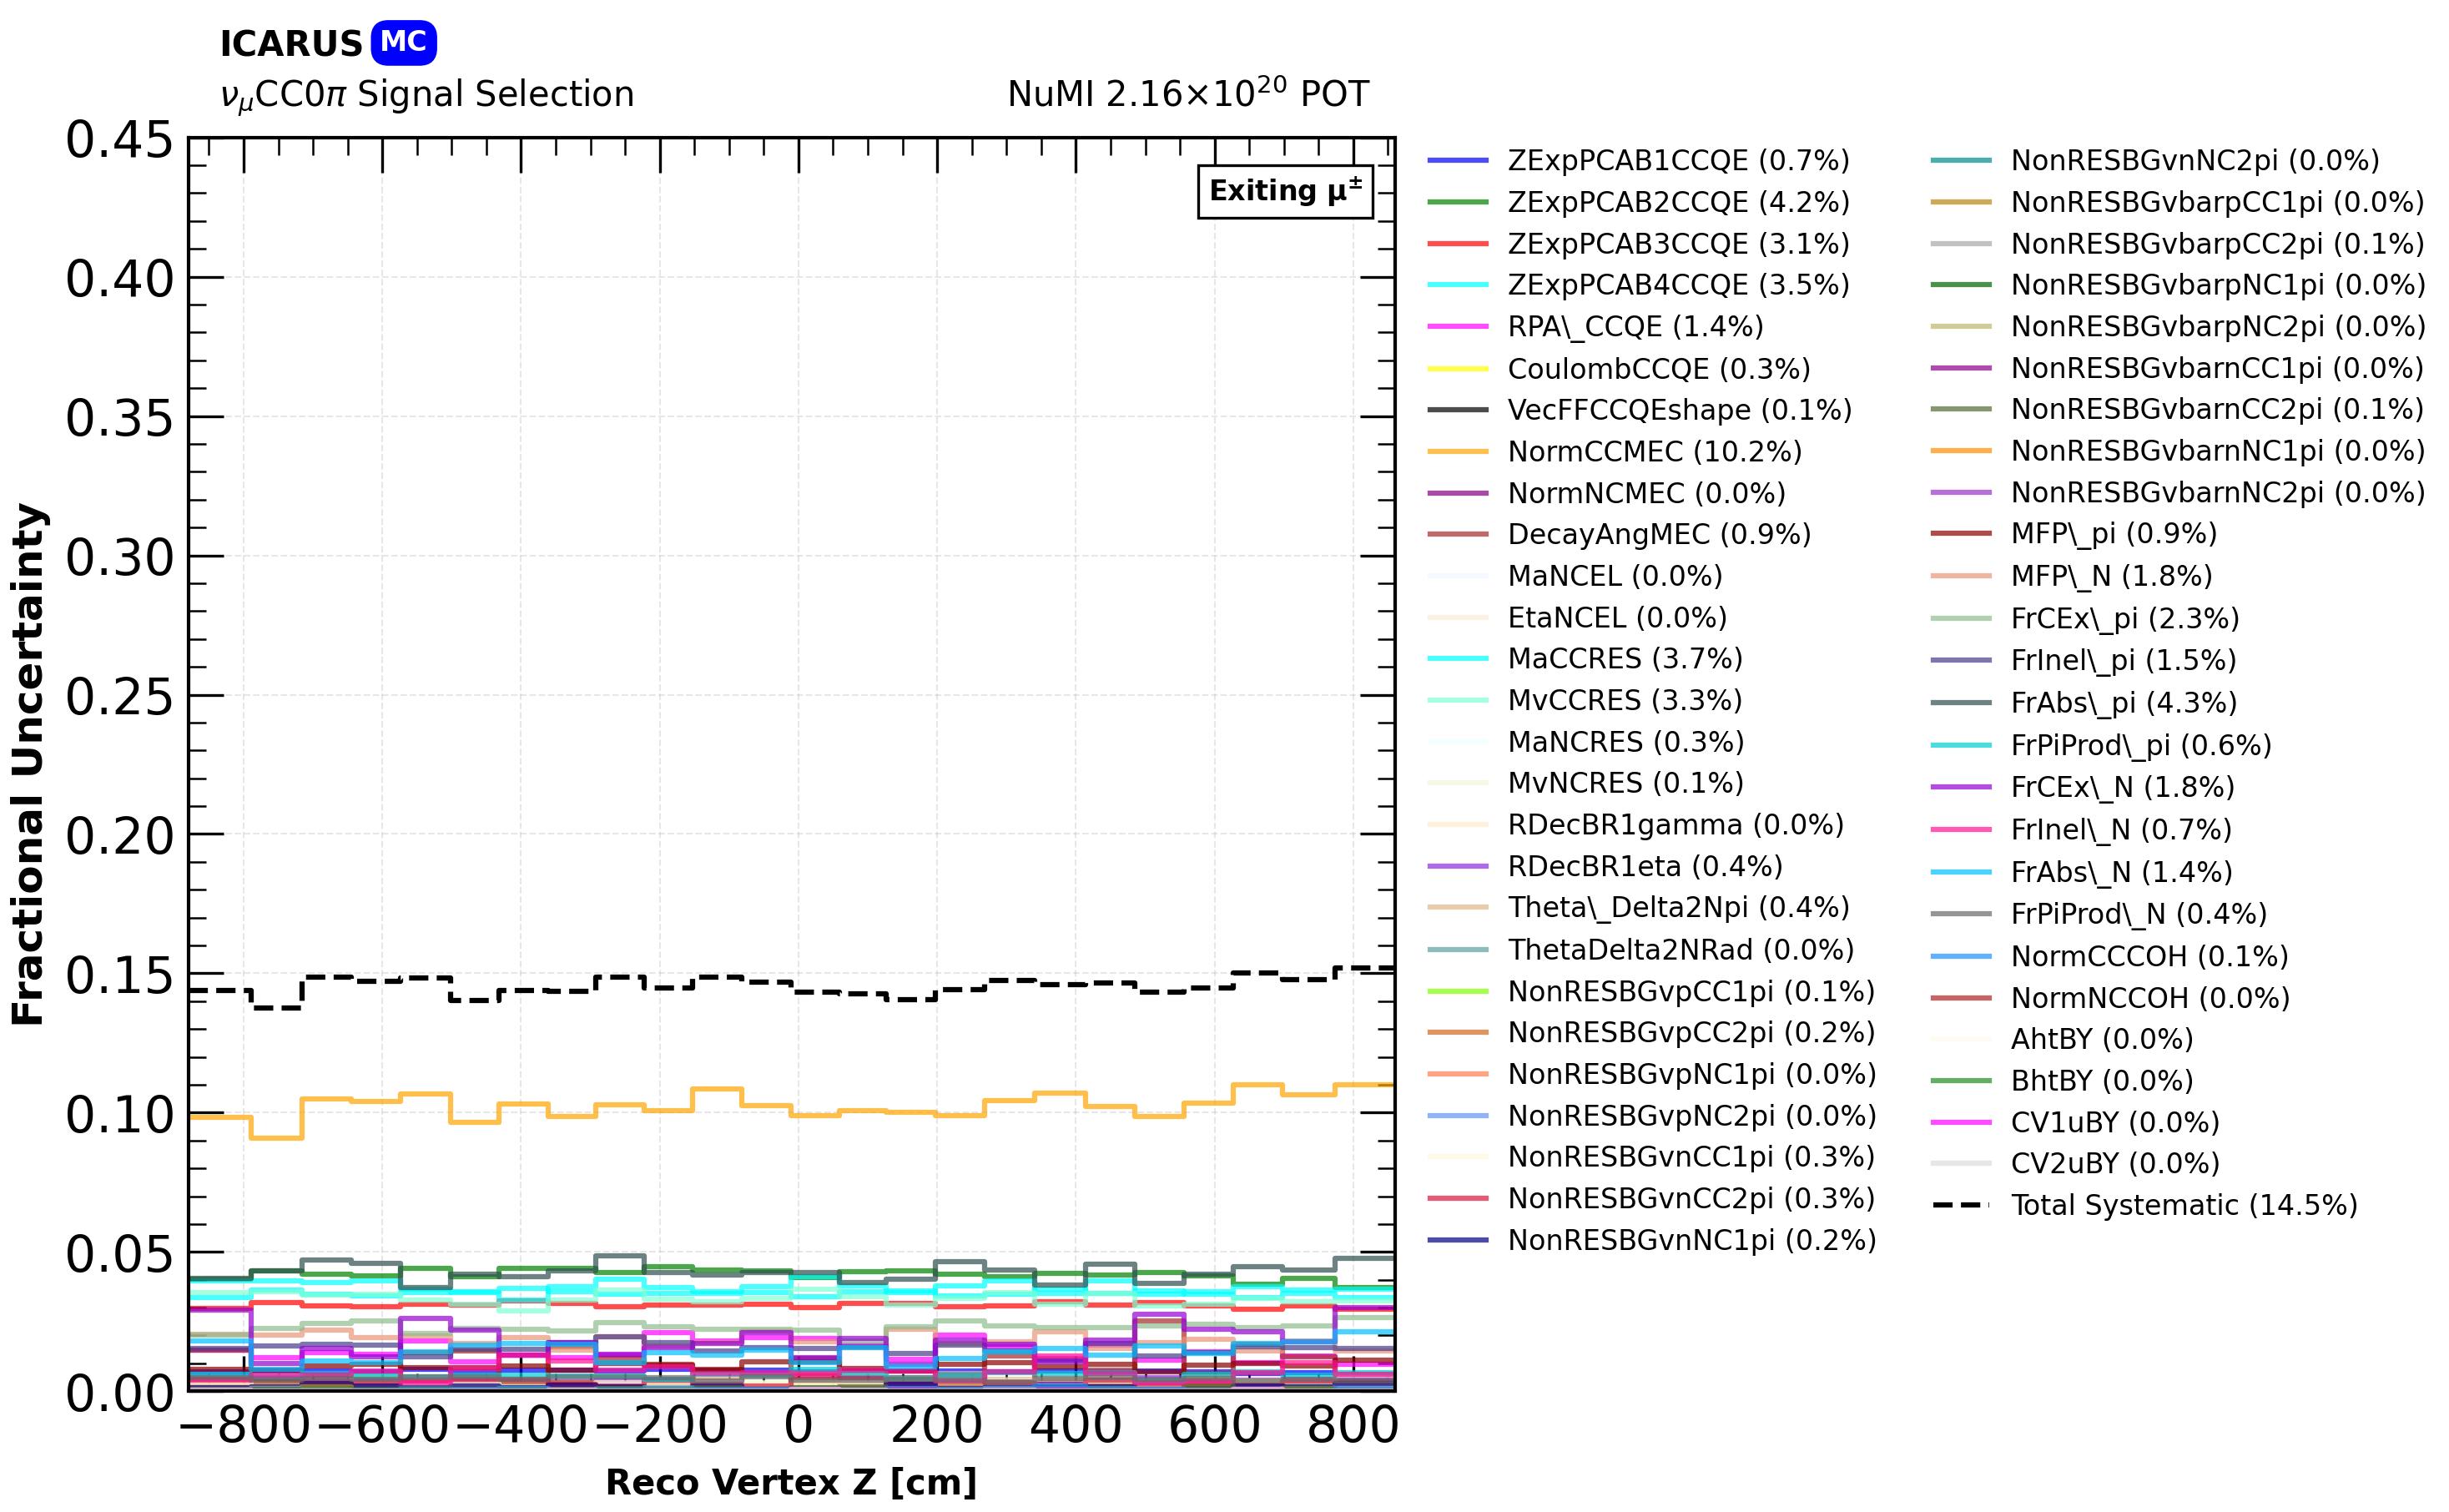 ICARUS MC
νμCC0π Signal Selection
NuMI 2.16×10²⁰ POT
Exiting μ±
Fractional Uncertainty
0.45
0.40
0.35
0.30
0.25
0.20
0.15
0.10
0.05
0.00
−800 −600 −400 −200 0 200 400 600 800
Reco Vertex Z [cm]
ZExpPCAB1CCQE (0.7%)
ZExpPCAB2CCQE (4.2%)
ZExpPCAB3CCQE (3.1%)
ZExpPCAB4CCQE (3.5%)
RPA\_CCQE (1.4%)
CoulombCCQE (0.3%)
VecFFCCQEshape (0.1%)
NormCCMEC (10.2%)
NormNCMEC (0.0%)
DecayAngMEC (0.9%)
MaNCEL (0.0%)
EtaNCEL (0.0%)
MaCCRES (3.7%)
MvCCRES (3.3%)
MaNCRES (0.3%)
MvNCRES (0.1%)
RDecBR1gamma (0.0%)
RDecBR1eta (0.4%)
Theta\_Delta2Npi (0.4%)
ThetaDelta2NRad (0.0%)
NonRESBGvpCC1pi (0.1%)
NonRESBGvpCC2pi (0.2%)
NonRESBGvpNC1pi (0.0%)
NonRESBGvpNC2pi (0.0%)
NonRESBGvnCC1pi (0.3%)
NonRESBGvnCC2pi (0.3%)
NonRESBGvnNC1pi (0.2%)
NonRESBGvnNC2pi (0.0%)
NonRESBGvbarpCC1pi (0.0%)
NonRESBGvbarpCC2pi (0.1%)
NonRESBGvbarpNC1pi (0.0%)
NonRESBGvbarpNC2pi (0.0%)
NonRESBGvbarnCC1pi (0.0%)
NonRESBGvbarnCC2pi (0.1%)
NonRESBGvbarnNC1pi (0.0%)
NonRESBGvbarnNC2pi (0.0%)
MFP\_pi (0.9%)
MFP\_N (1.8%)
FrCEx\_pi (2.3%)
FrInel\_pi (1.5%)
FrAbs\_pi (4.3%)
FrPiProd\_pi (0.6%)
FrCEx\_N (1.8%)
FrInel\_N (0.7%)
FrAbs\_N (1.4%)
FrPiProd\_N (0.4%)
NormCCCOH (0.1%)
NormNCCOH (0.0%)
AhtBY (0.0%)
BhtBY (0.0%)
CV1uBY (0.0%)
CV2uBY (0.0%)
Total Systematic (14.5%)